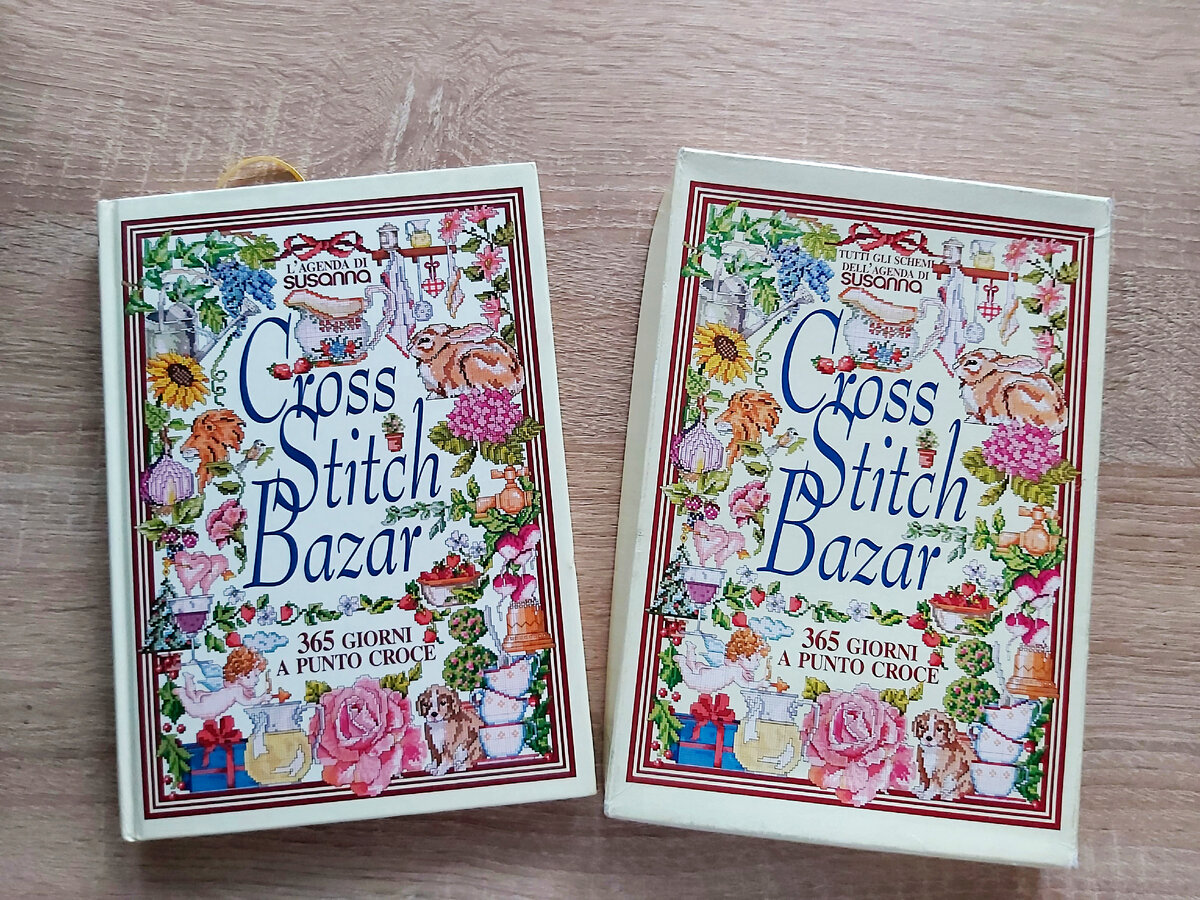 L'AGENDA DI
susanna
Cross
Stitch
Bazar
365 GIORNI
A PUNTO CROCE
TUTTI GLI SCHEMI
DELL'AGENDA DI
susanna
Cross
Stitch
Bazar
365 GIORNI
A PUNTO CROCE